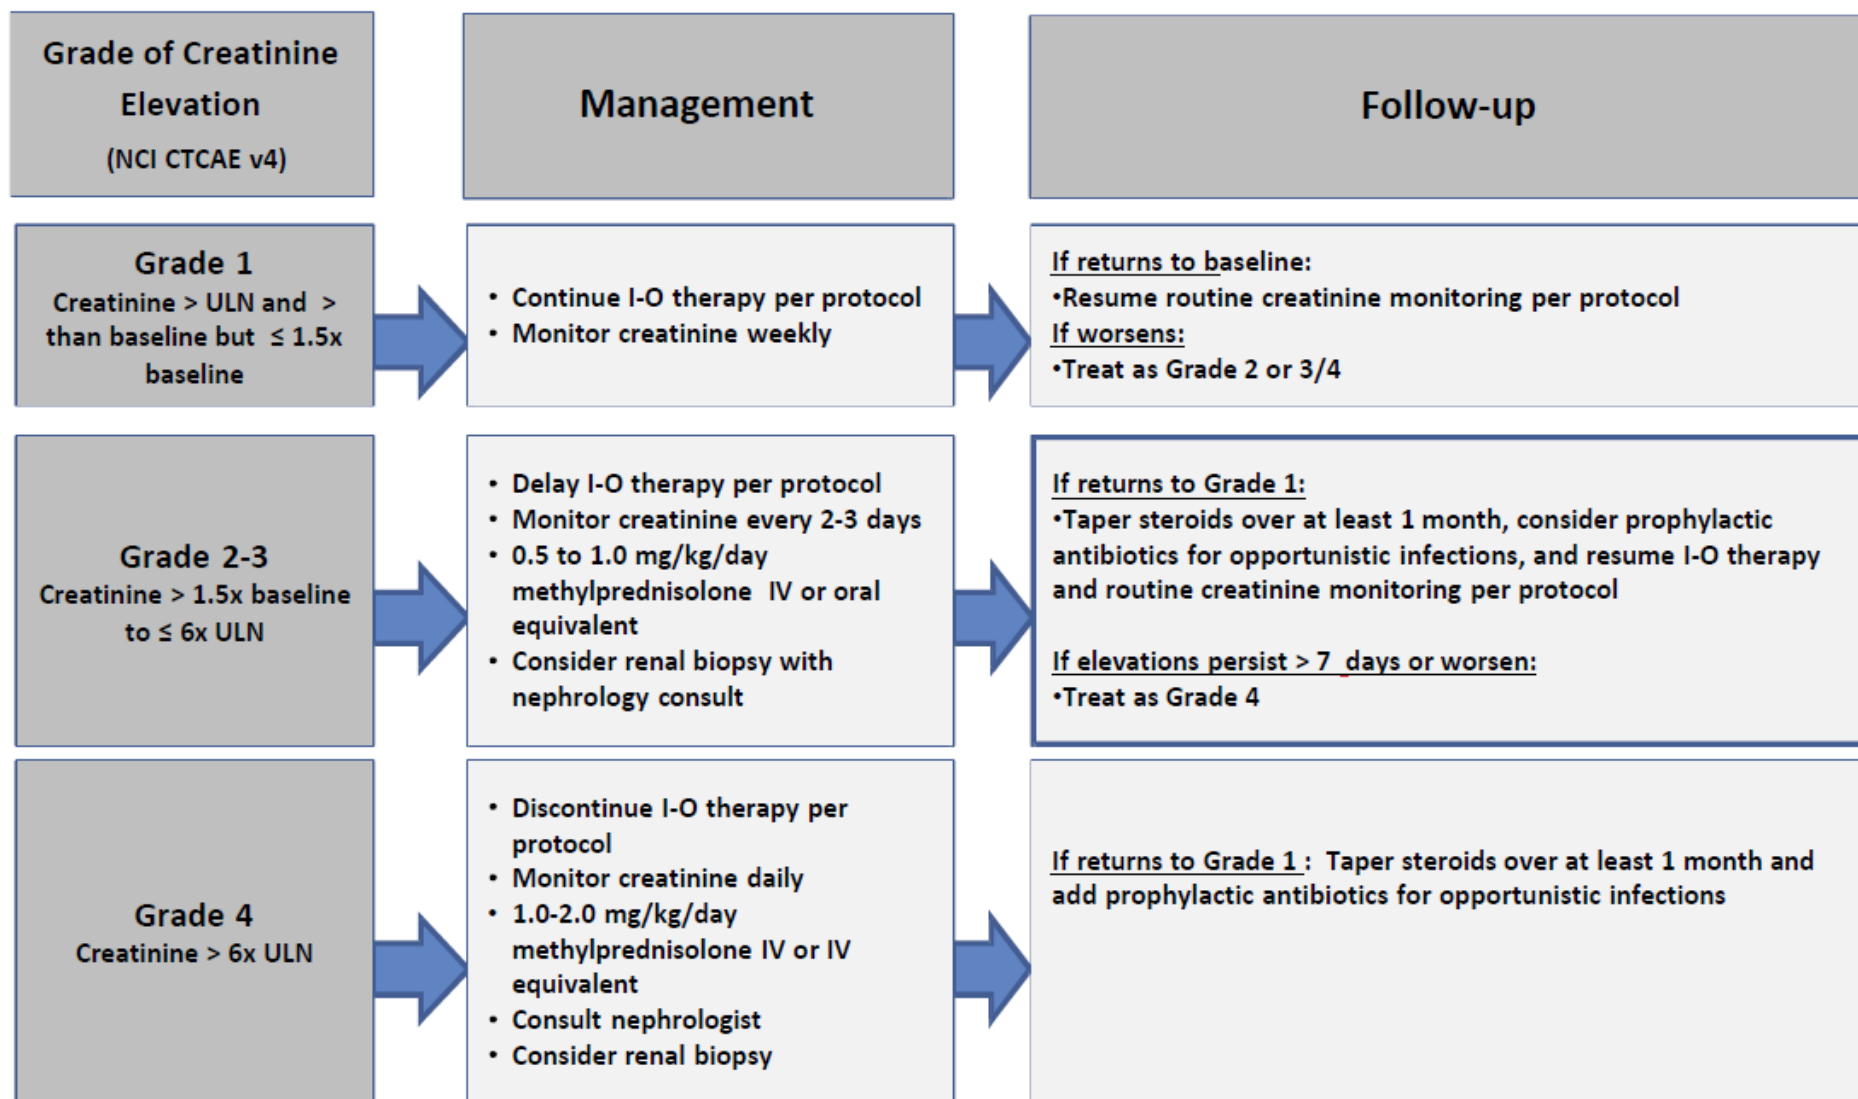 Grade of Creatinine
Elevation
(NCI CTCAE v4)
Management
Follow-up
Grade 1
Creatinine > ULN and >
than baseline but ≤ 1.5x
baseline
• Continue I-O therapy per protocol
• Monitor creatinine weekly
If returns to baseline:
•Resume routine creatinine monitoring per protocol
If worsens:
•Treat as Grade 2 or 3/4
Grade 2-3
Creatinine > 1.5x baseline
to ≤ 6x ULN
• Delay I-O therapy per protocol
• Monitor creatinine every 2-3 days
• 0.5 to 1.0 mg/kg/day
methylprednisolone IV or oral
equivalent
• Consider renal biopsy with
nephrology consult
If returns to Grade 1:
•Taper steroids over at least 1 month, consider prophylactic
antibiotics for opportunistic infections, and resume I-O therapy
and routine creatinine monitoring per protocol
If elevations persist > 7 days or worsen:
•Treat as Grade 4
Grade 4
Creatinine > 6x ULN
• Discontinue I-O therapy per
protocol
• Monitor creatinine daily
• 1.0-2.0 mg/kg/day
methylprednisolone IV or IV
equivalent
• Consult nephrologist
• Consider renal biopsy
If returns to Grade 1 : Taper steroids over at least 1 month and
add prophylactic antibiotics for opportunistic infections